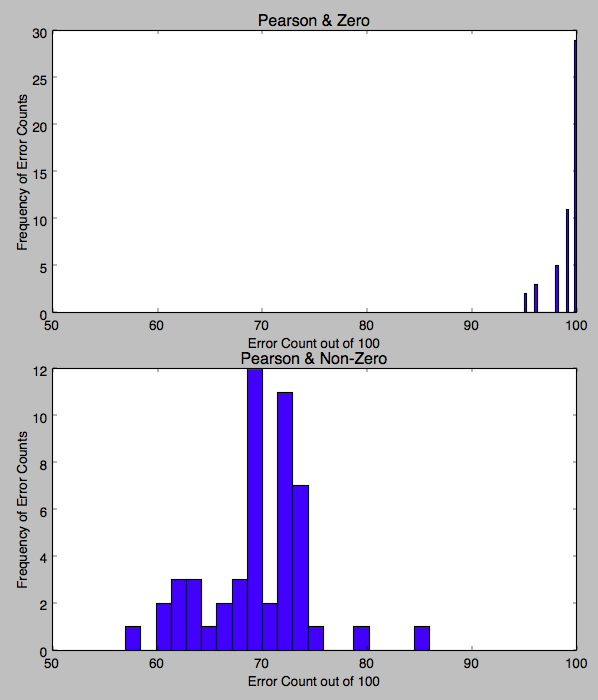 Pearson & Zero
30
25
20
15
10
5
0
Frequency of Error Counts
50 60 70 80 90 100
Error Count out of 100
Pearson & Non-Zero
12
10
8
6
4
2
0
Frequency of Error Counts
50 60 70 80 90 100
Error Count out of 100